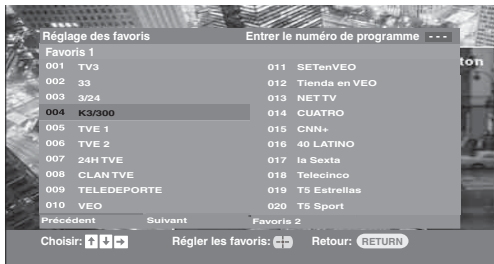 Réglage des favoris Entrer le numéro de programme ---
Favoris 1
ton
001 TV3
002 33
003 3/24
004 K3/300
005 TVE 1
006 TVE 2
007 24H TVE
008 CLAN TVE
009 TELEDEPORTE
010 VEO
011 SETenVEO
012 Tienda en VEO
013 NET TV
014 CUATRO
015 CNN+
016 40 LATINO
017 la Sexta
018 Telecinco
019 T5 Estrellas
020 T5 Sport
Précédent Suivant Favoris 2
Choisir: Régler les favoris: Retour: RETURN